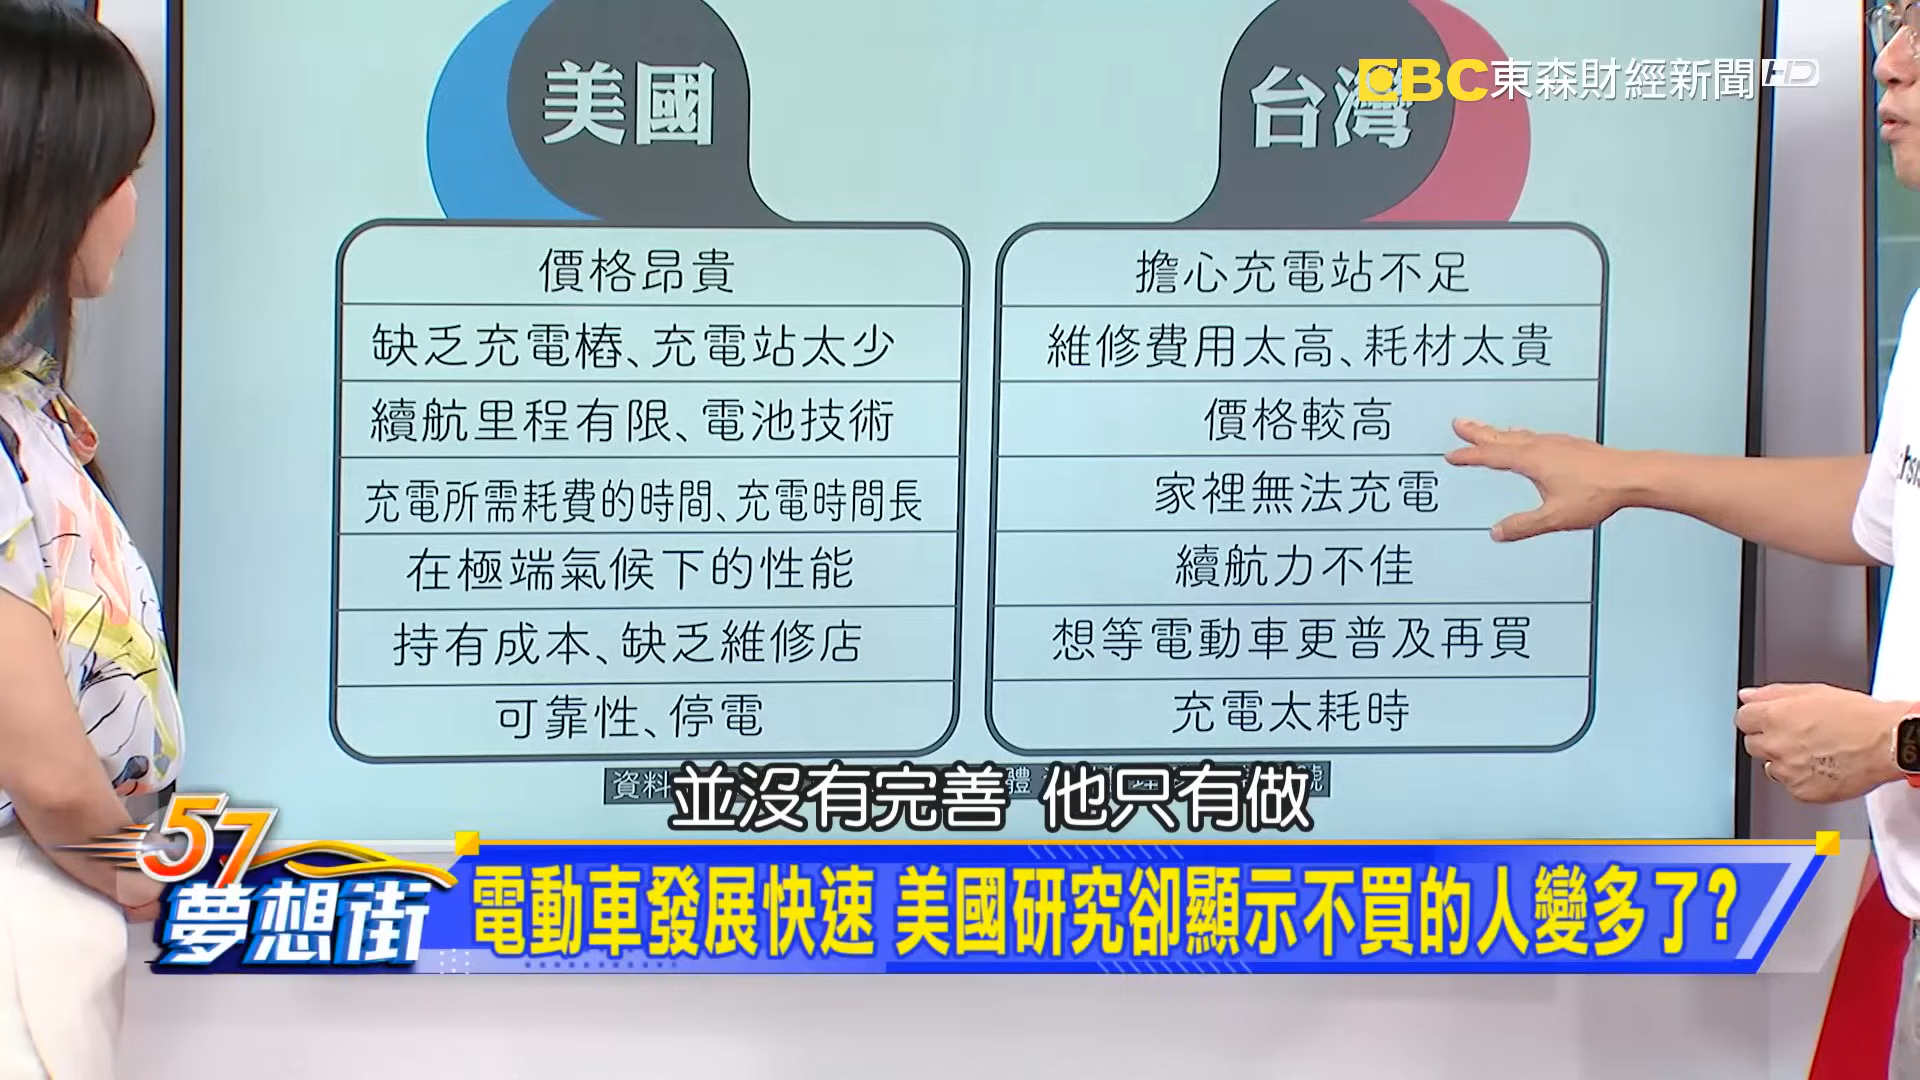 EBC東森財經新聞HD
美國
價格昂貴
缺乏充電樁、充電站太少
續航里程有限、電池技術
充電所需耗費的時間、充電時間長
在極端氣候下的性能
持有成本、缺乏維修店
可靠性、停電
台灣
擔心充電站不足
維修費用太高、耗材太貴
價格較高
家裡無法充電
續航力不佳
想等電動車更普及再買
充電太耗時
資料
並沒有完善 他只有做
57夢想街
電動車發展快速 美國研究卻顯示不買的人變多了?